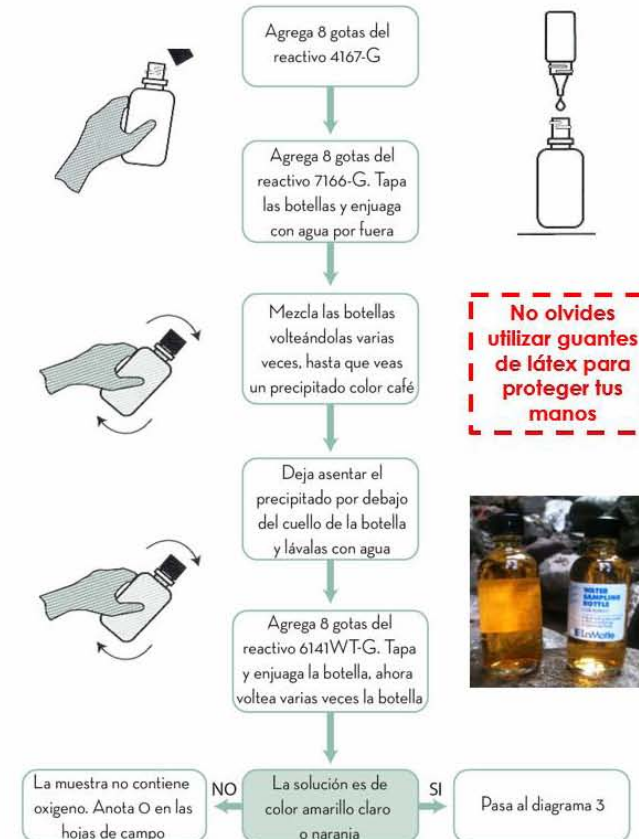 Agrega 8 gotas del
reactivo 4167-G
Agrega 8 gotas del
reactivo 7166-G. Tapa
las botellas y enjuaga
con agua por fuera
Mezcla las botellas
volteándolas varias
veces, hasta que veas
un precipitado color café
No olvides
utilizar guantes
de látex para
proteger tus
manos
Deja asentar el
precipitado por debajo
del cuello de la botella
y lávalas con agua
WATER
SAMPLING
BOTTLE
LaMotte
Agrega 8 gotas del
reactivo 6141WT-G. Tapa
y enjuaga la botella, ahora
voltea varias veces la botella
La muestra no contiene
oxigeno. Anota O en las
hojas de campo
NO
La solución es de
color amarillo claro
o naranja
SI
Pasa al diagrama 3